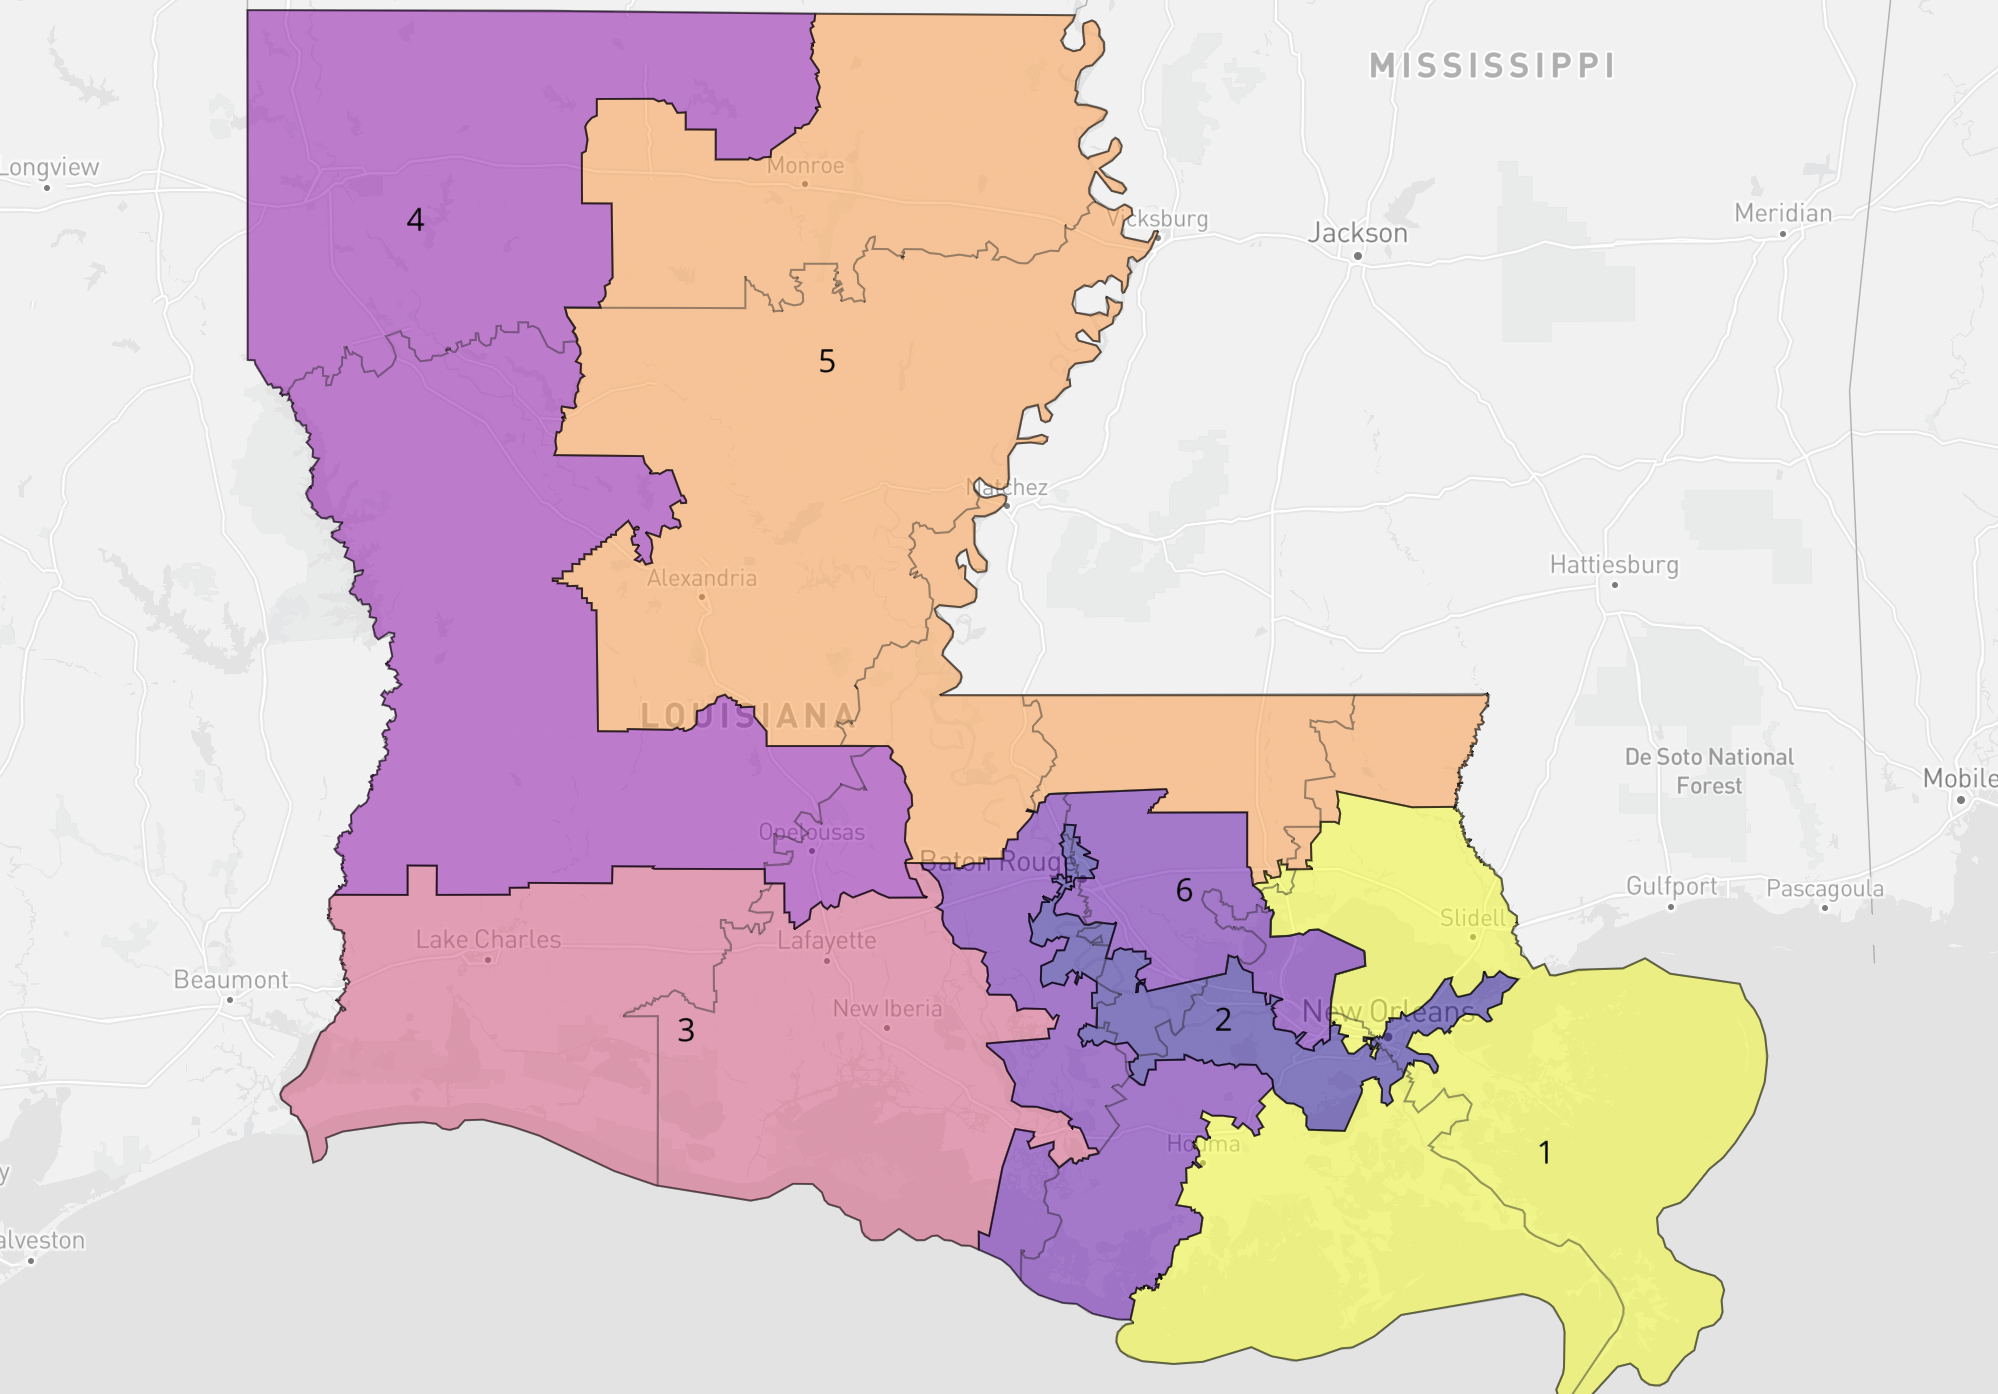 MISSISSIPPI
Longview
Monroe
4
Vicksburg
Meridian
Jackson
5
Natchez
Hattiesburg
Alexandria
LOUISIANA
De Soto National
Forest
Mobile
Opelousas
Baton Roug
6
Gulfport
Pascagoula
Slidell
Lake Charles
Lafayette
Beaumont
New Iberia
New Orleans
2
3
Houma
1
y
alveston